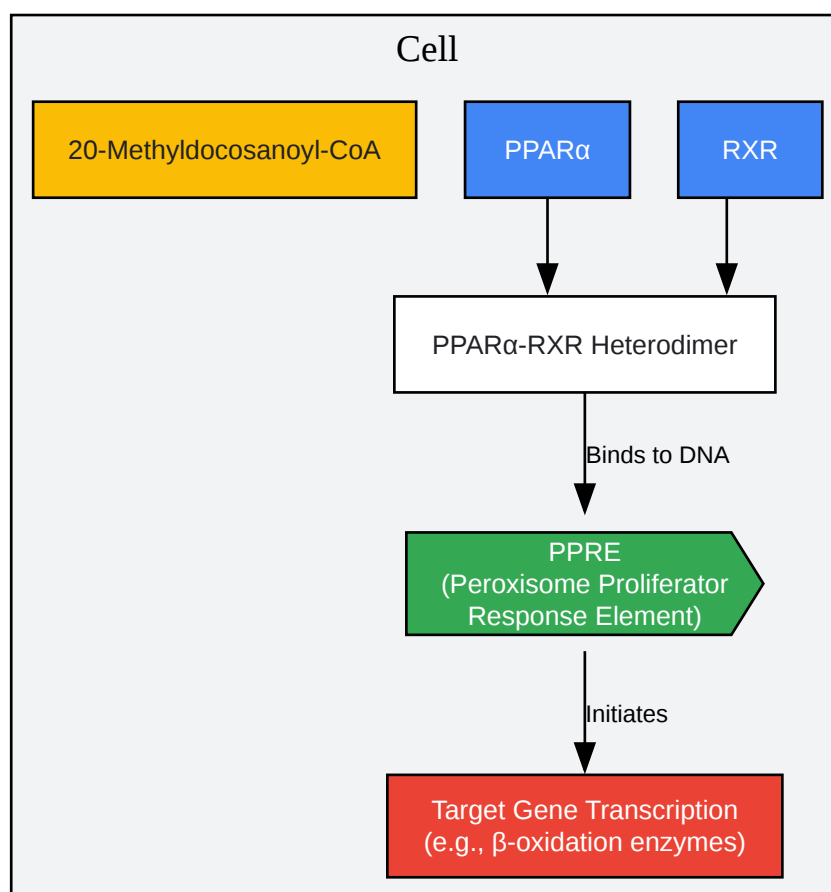 Cell
20-Methyldocosanoyl-CoA
PPARα
RXR
PPARα-RXR Heterodimer
Binds to DNA
PPRE
(Peroxisome Proliferator
Response Element)
Initiates
Target Gene Transcription
(e.g., β-oxidation enzymes)